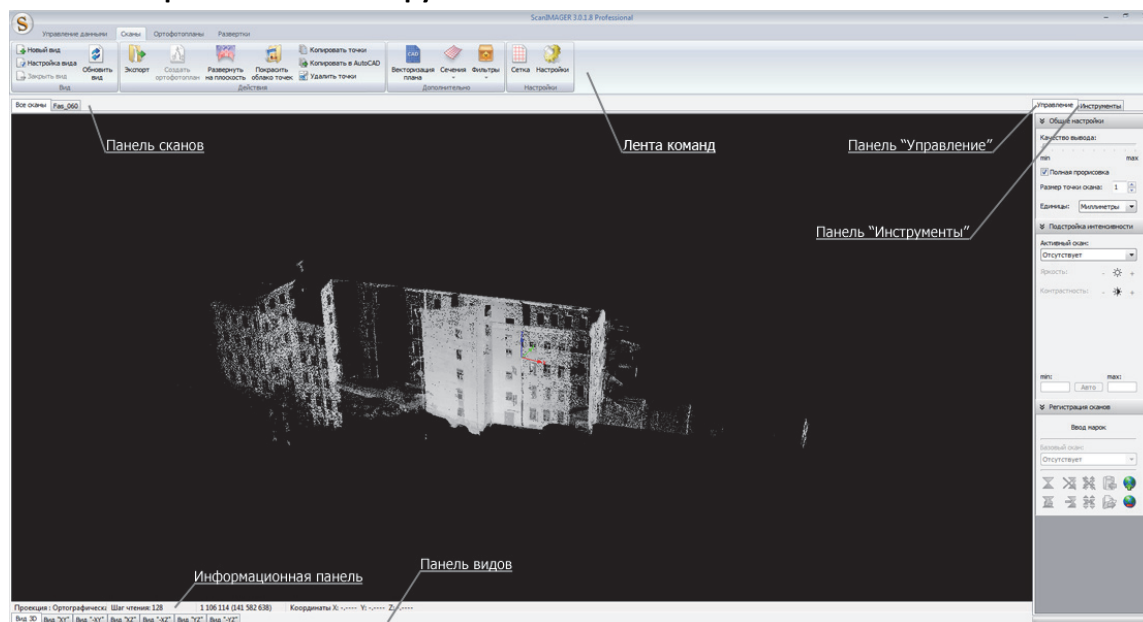 ScanIMAGER 3.0.1.8 Professional
S
Управление данными Сканы Ортофотопланы Развертки
Новый вид
Настройка вида
Закрыть вид
Обновить вид
Вид
Экспорт
Создать ортофотоплан
Развернуть на плоскость
Покрасить облако точек
Копировать точки
Копировать в AutoCAD
Удалить точки
Действия
CAD
Векторизация плана
Сечения
Фильтры
Дополнительно
Сетка
Настройки
Настройки
Все сканы Fas_060
Управление Инструменты
Панель сканов
Лента команд
Панель “Управление”
Панель “Инструменты”
Общие настройки
Качество вывода:
min max
Полная прорисовка
Размер точки скана: 1
Единицы: Миллиметры
Подстройка интенсивности
Активный скан:
Отсутствует
Яркость: - +
Контрастность: - +
min: max:
Авто
Регистрация сканов
Ввод марок
Базовый скан:
Отсутствует
Информационная панель
Панель видов
Проекция : Ортографическа Шаг чтения: 128 1 106 114 (141 582 638) Координаты X: -,---- Y: -,---- Z: -,----
Вид 3D Вид "XY" Вид "-XY" Вид "XZ" Вид "-XZ" Вид "YZ" Вид "-YZ"